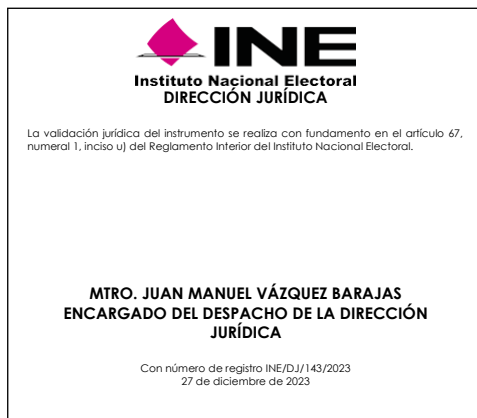 INE
Instituto Nacional Electoral
DIRECCIÓN JURÍDICA
La validación jurídica del instrumento se realiza con fundamento en el artículo 67,
numeral 1, inciso u) del Reglamento Interior del Instituto Nacional Electoral.
MTRO. JUAN MANUEL VÁZQUEZ BARAJAS
ENCARGADO DEL DESPACHO DE LA DIRECCIÓN
JURÍDICA
Con número de registro INE/DJ/143/2023
27 de diciembre de 2023